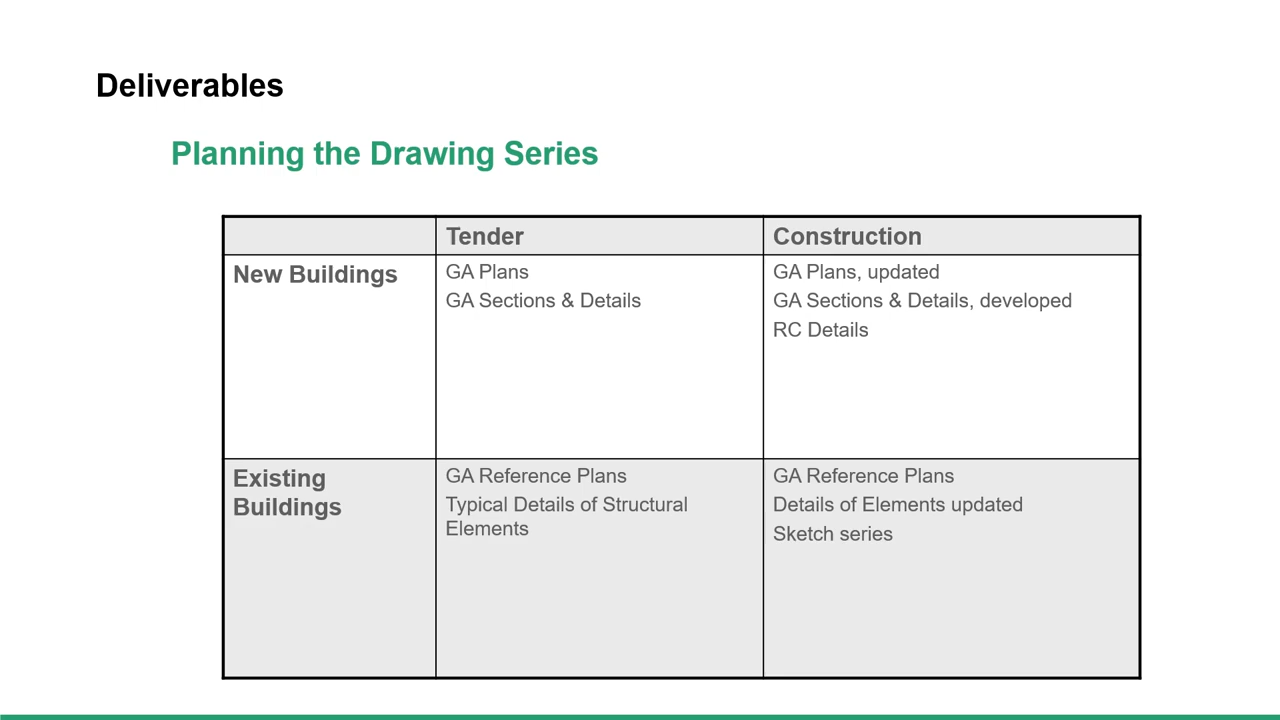 Deliverables
Planning the Drawing Series
Tender
Construction
New Buildings
GA Plans
GA Sections & Details
GA Plans, updated
GA Sections & Details, developed
RC Details
Existing
Buildings
GA Reference Plans
Typical Details of Structural
Elements
GA Reference Plans
Details of Elements updated
Sketch series